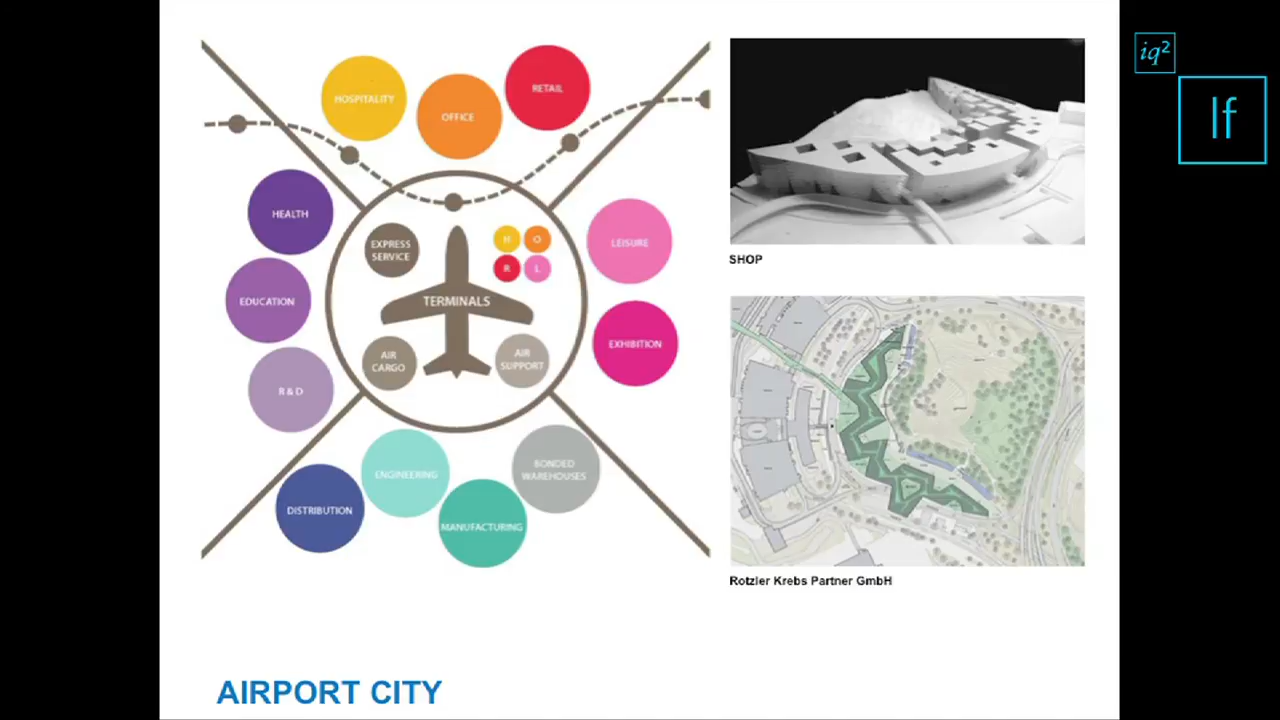 HOSPITALITY
OFFICE
RETAIL
HEALTH
EDUCATION
R & D
EXPRESS
SERVICE
H
O
R
L
TERMINALS
AIR
CARGO
AIR
SUPPORT
LEISURE
EXHIBITION
DISTRIBUTION
ENGINEERING
MANUFACTURING
BONDED
WAREHOUSES
SHOP
Rotzler Krebs Partner GmbH
AIRPORT CITY
iq²
If